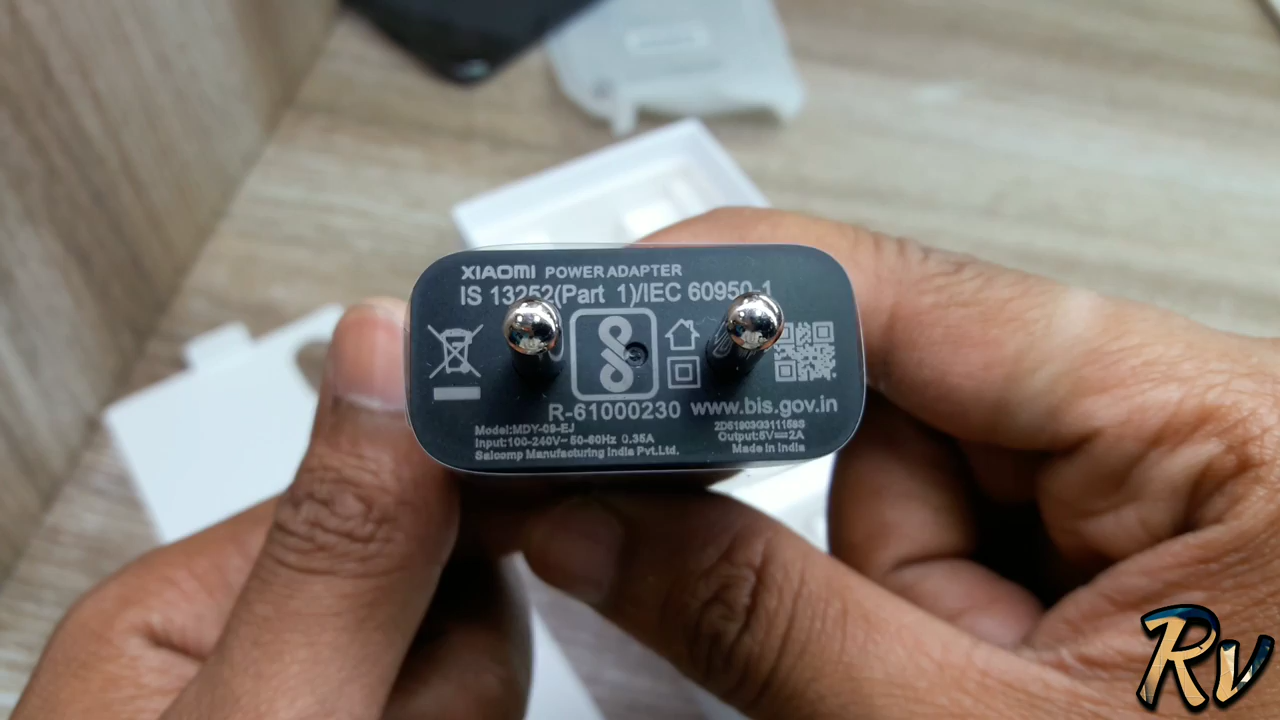 XIAOMI POWER ADAPTER
IS 13252(Part 1)/IEC 60950-1
R-61000230 www.bis.gov.in
Model:MDY-09-EJ
Input:100-240V~50-60Hz 0.35A
Salcomp Manufacturing India Pvt.Ltd.
Output:5V⎓2A
Made in India
Rv